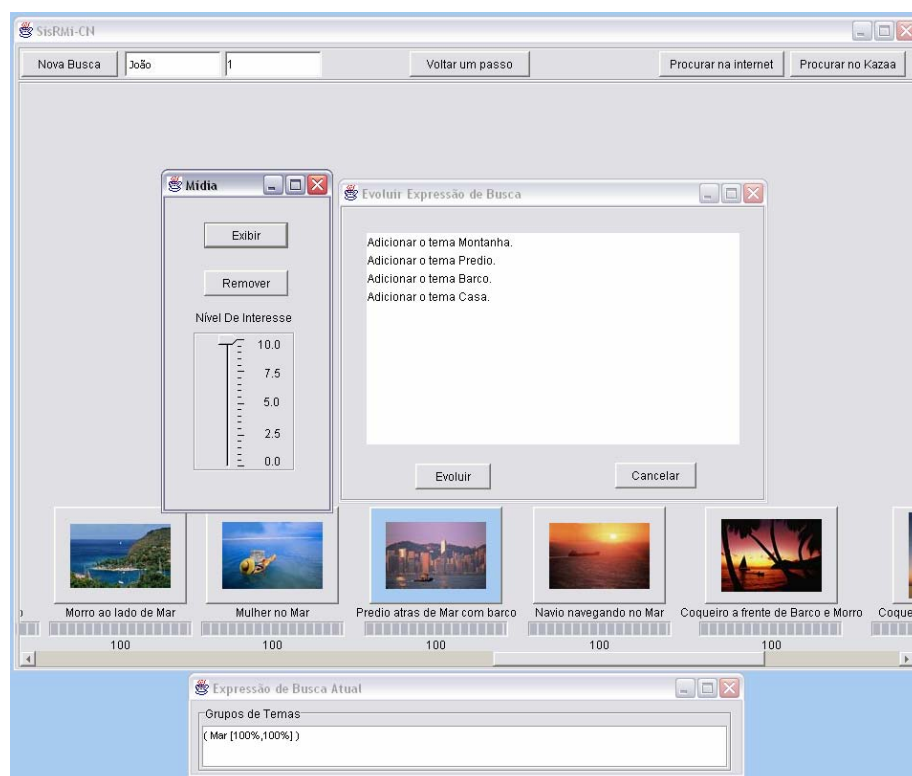 SisRMi-CN
Nova Busca João 1 Voltar um passo Procurar na internet Procurar no Kazaa
Mídia
Exibir
Remover
Nível De Interesse
10.0
7.5
5.0
2.5
0.0
Evoluir Expressão de Busca
Adicionar o tema Montanha.
Adicionar o tema Predio.
Adicionar o tema Barco.
Adicionar o tema Casa.
Evoluir Cancelar
Morro ao lado de Mar Mulher no Mar Predio atras de Mar com barco Navio navegando no Mar Coqueiro a frente de Barco e Morro
100 100 100 100 100
Expressão de Busca Atual
Grupos de Temas
( Mar [100%,100%] )